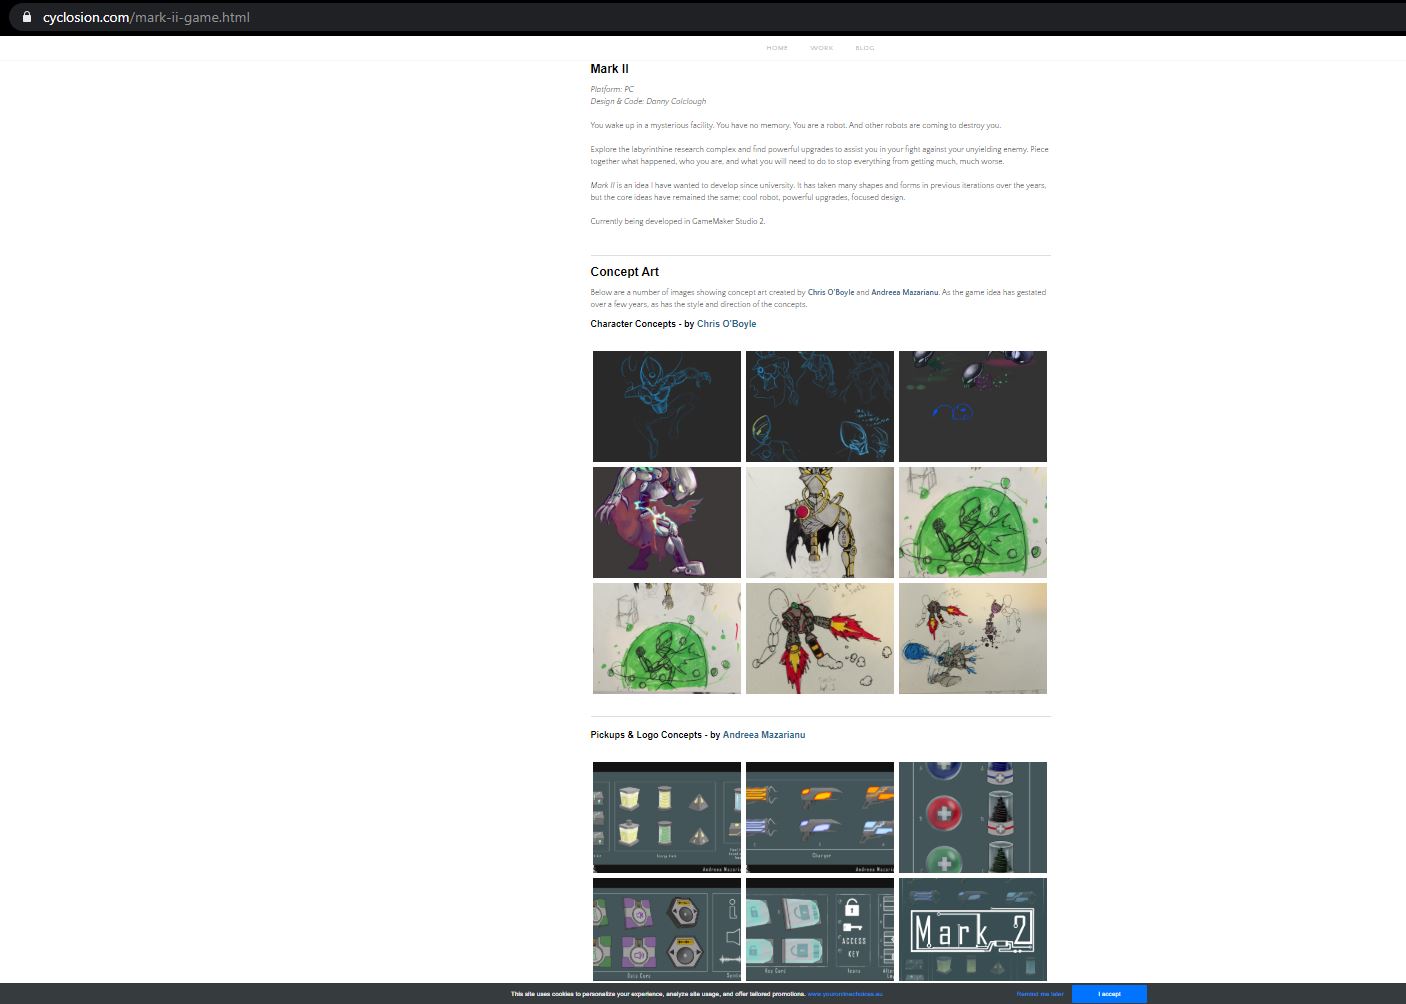 cyclosion.com/mark-ii-game.html
HOME WORK BLOG
Mark II
Platform: PC
Design & Code: Danny Colclough
You wake up in a mysterious facility. You have no memory. You are a robot. And other robots are coming to destroy you.
Explore the labyrinthine research complex and find powerful upgrades to assist you in your fight against your unyielding enemy. Piece
together what happened, who you are, and what you will need to do to stop everything from getting much, much worse.
Mark II is an idea I have wanted to develop since university. It has taken many shapes and forms in previous iterations over the years,
but the core ideas have remained the same: cool robot, powerful upgrades, focused design.
Currently being developed in GameMaker Studio 2.
Concept Art
Below are a number of images showing concept art created by Chris O'Boyle and Andreea Mazarianu. As the game idea has gestated
over a few years, as has the style and direction of the concepts.
Character Concepts - by Chris O'Boyle
Pickups & Logo Concepts - by Andreea Mazarianu
Charger
Andreea Mazaria
Andreea Mazaria
ACCESS
KEY
Key Card
Icons
Mark 2
This site uses cookies to personalize your experience, analyze site usage, and offer tailored promotions. www.youronlinechoices.eu
Remind me later
I accept